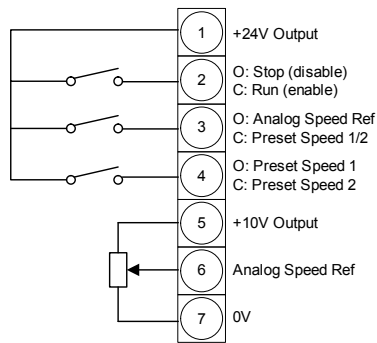 1 +24V Output
2 O: Stop (disable)
C: Run (enable)
3 O: Analog Speed Ref
C: Preset Speed 1/2
4 O: Preset Speed 1
C: Preset Speed 2
5 +10V Output
6 Analog Speed Ref
7 0V